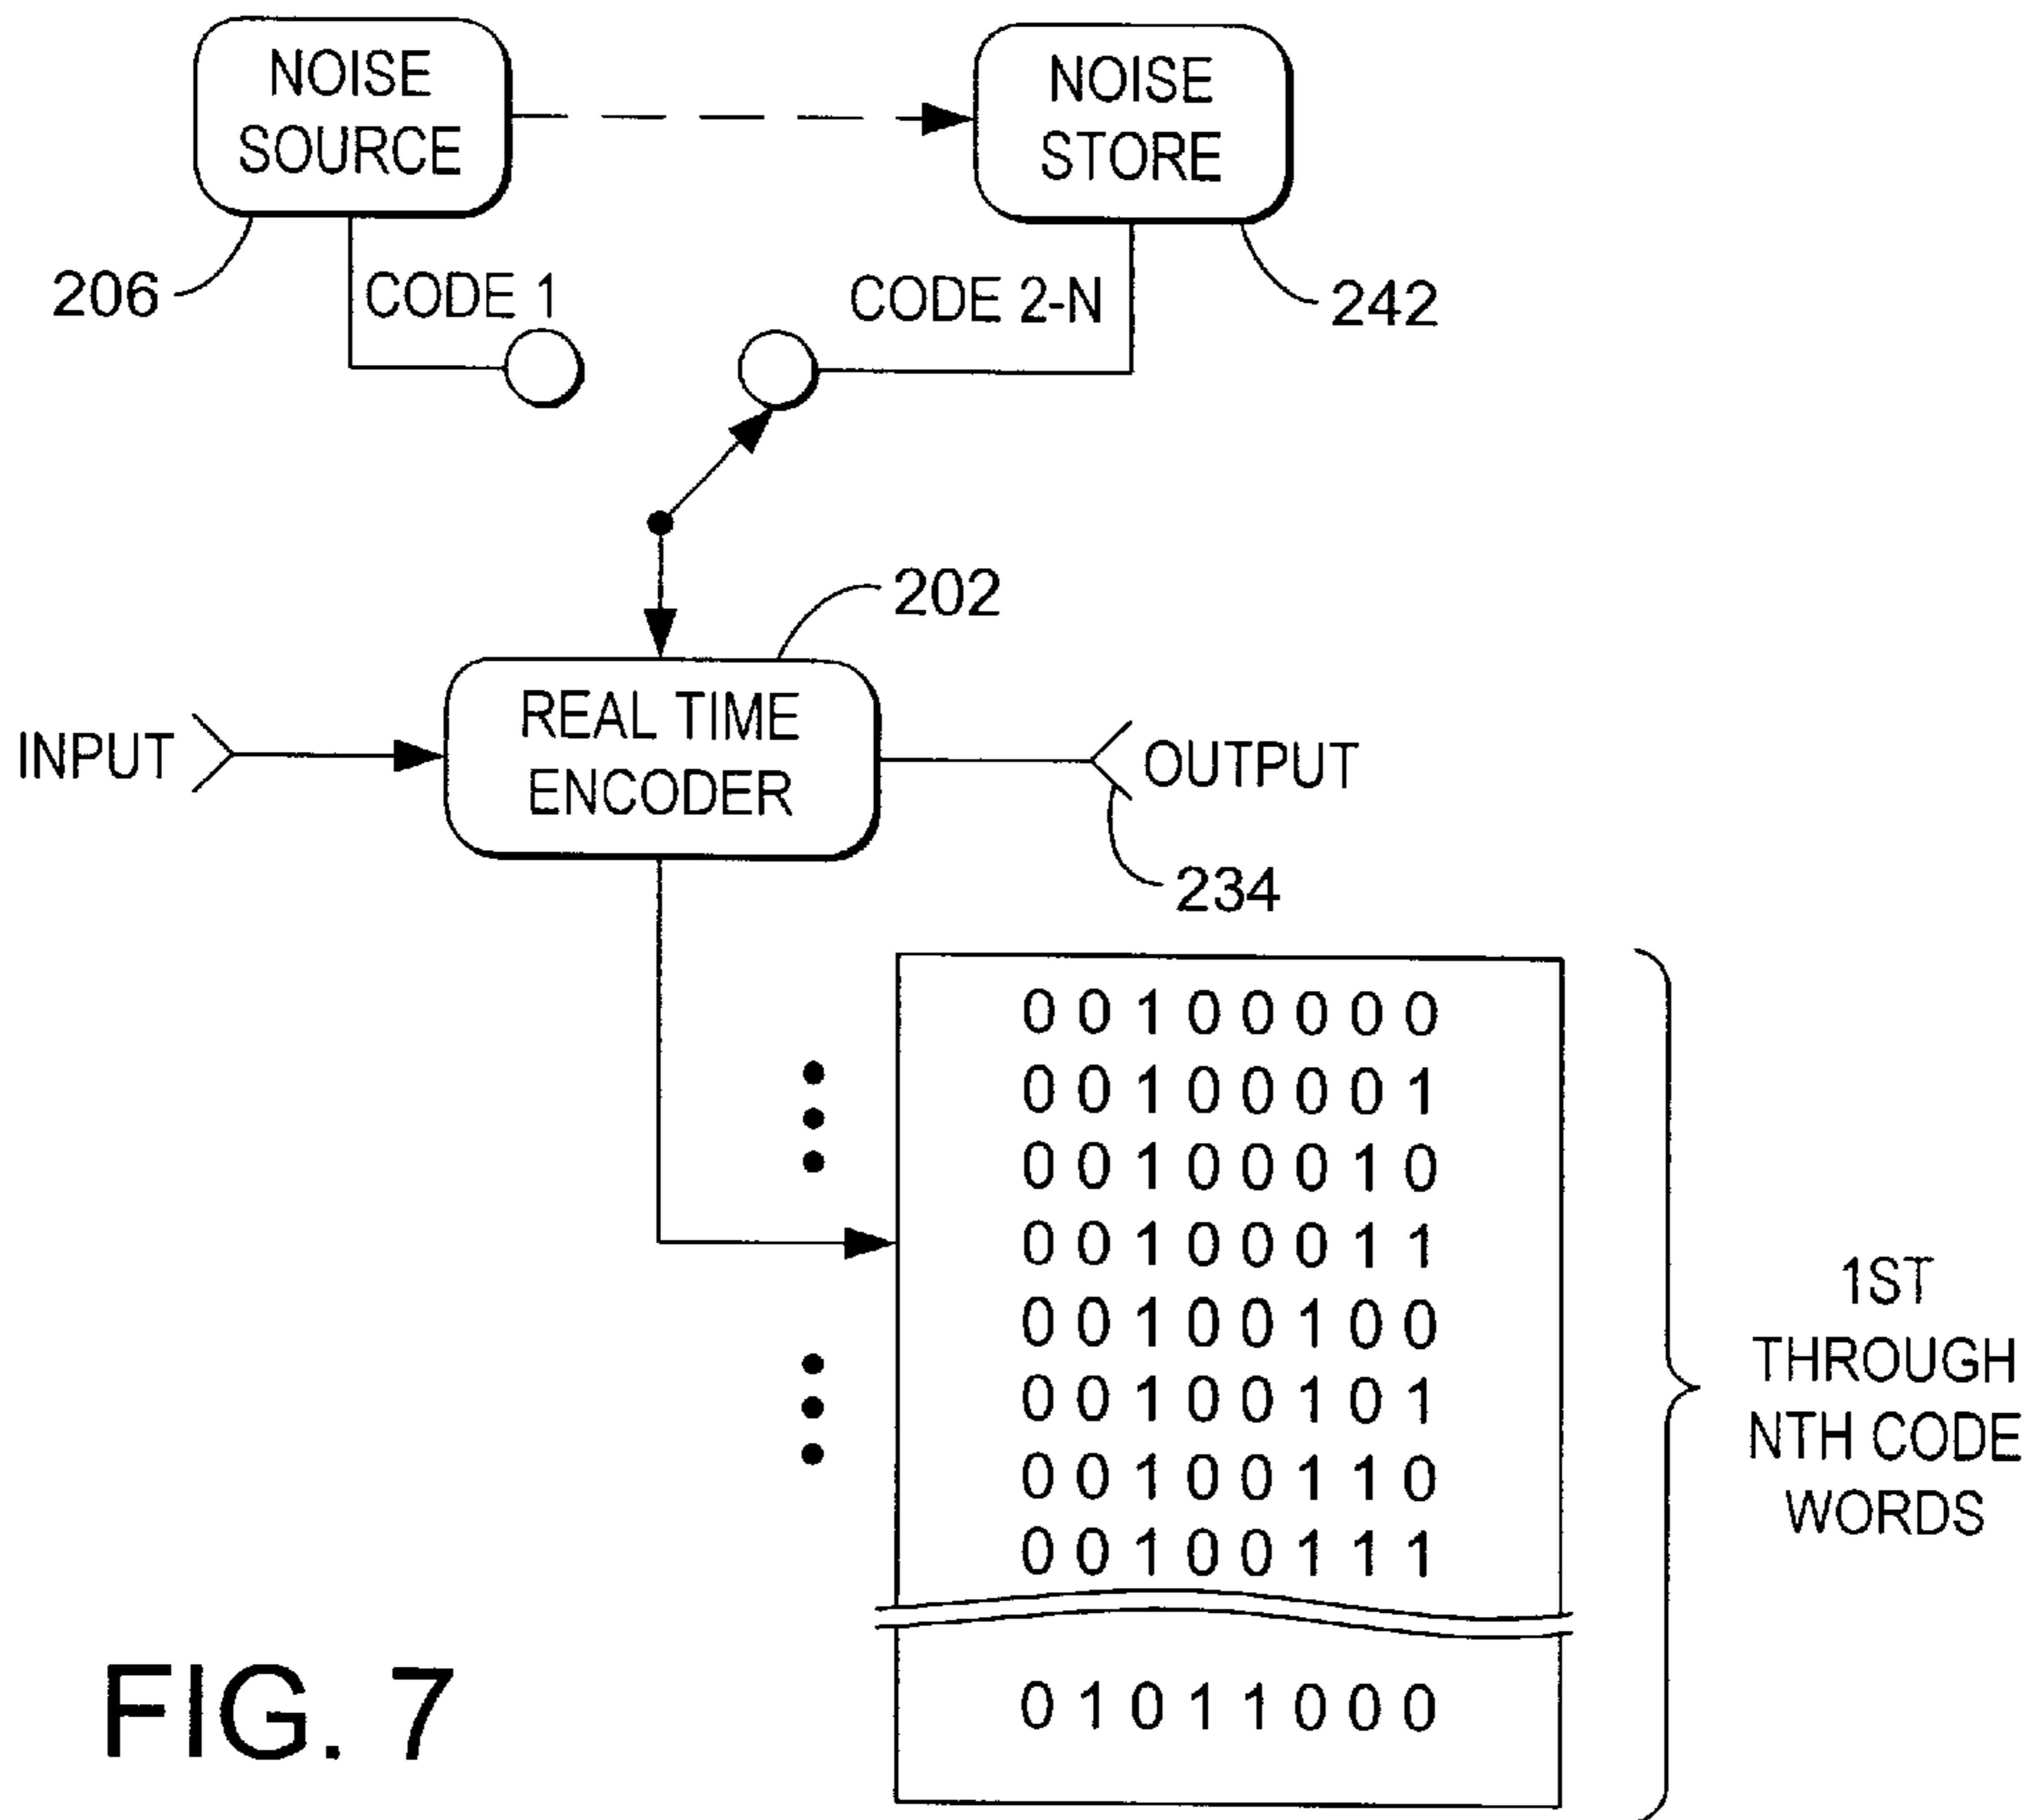 NOISE
SOURCE
NOISE
STORE
206
CODE 1
CODE 2-N
242
202
INPUT
REAL TIME
ENCODER
OUTPUT
234
0 0 1 0 0 0 0 0
0 0 1 0 0 0 0 1
0 0 1 0 0 0 1 0
0 0 1 0 0 0 1 1
0 0 1 0 0 1 0 0
0 0 1 0 0 1 0 1
0 0 1 0 0 1 1 0
0 0 1 0 0 1 1 1
0 1 0 1 1 0 0 0
1ST
THROUGH
NTH CODE
WORDS
FIG. 7